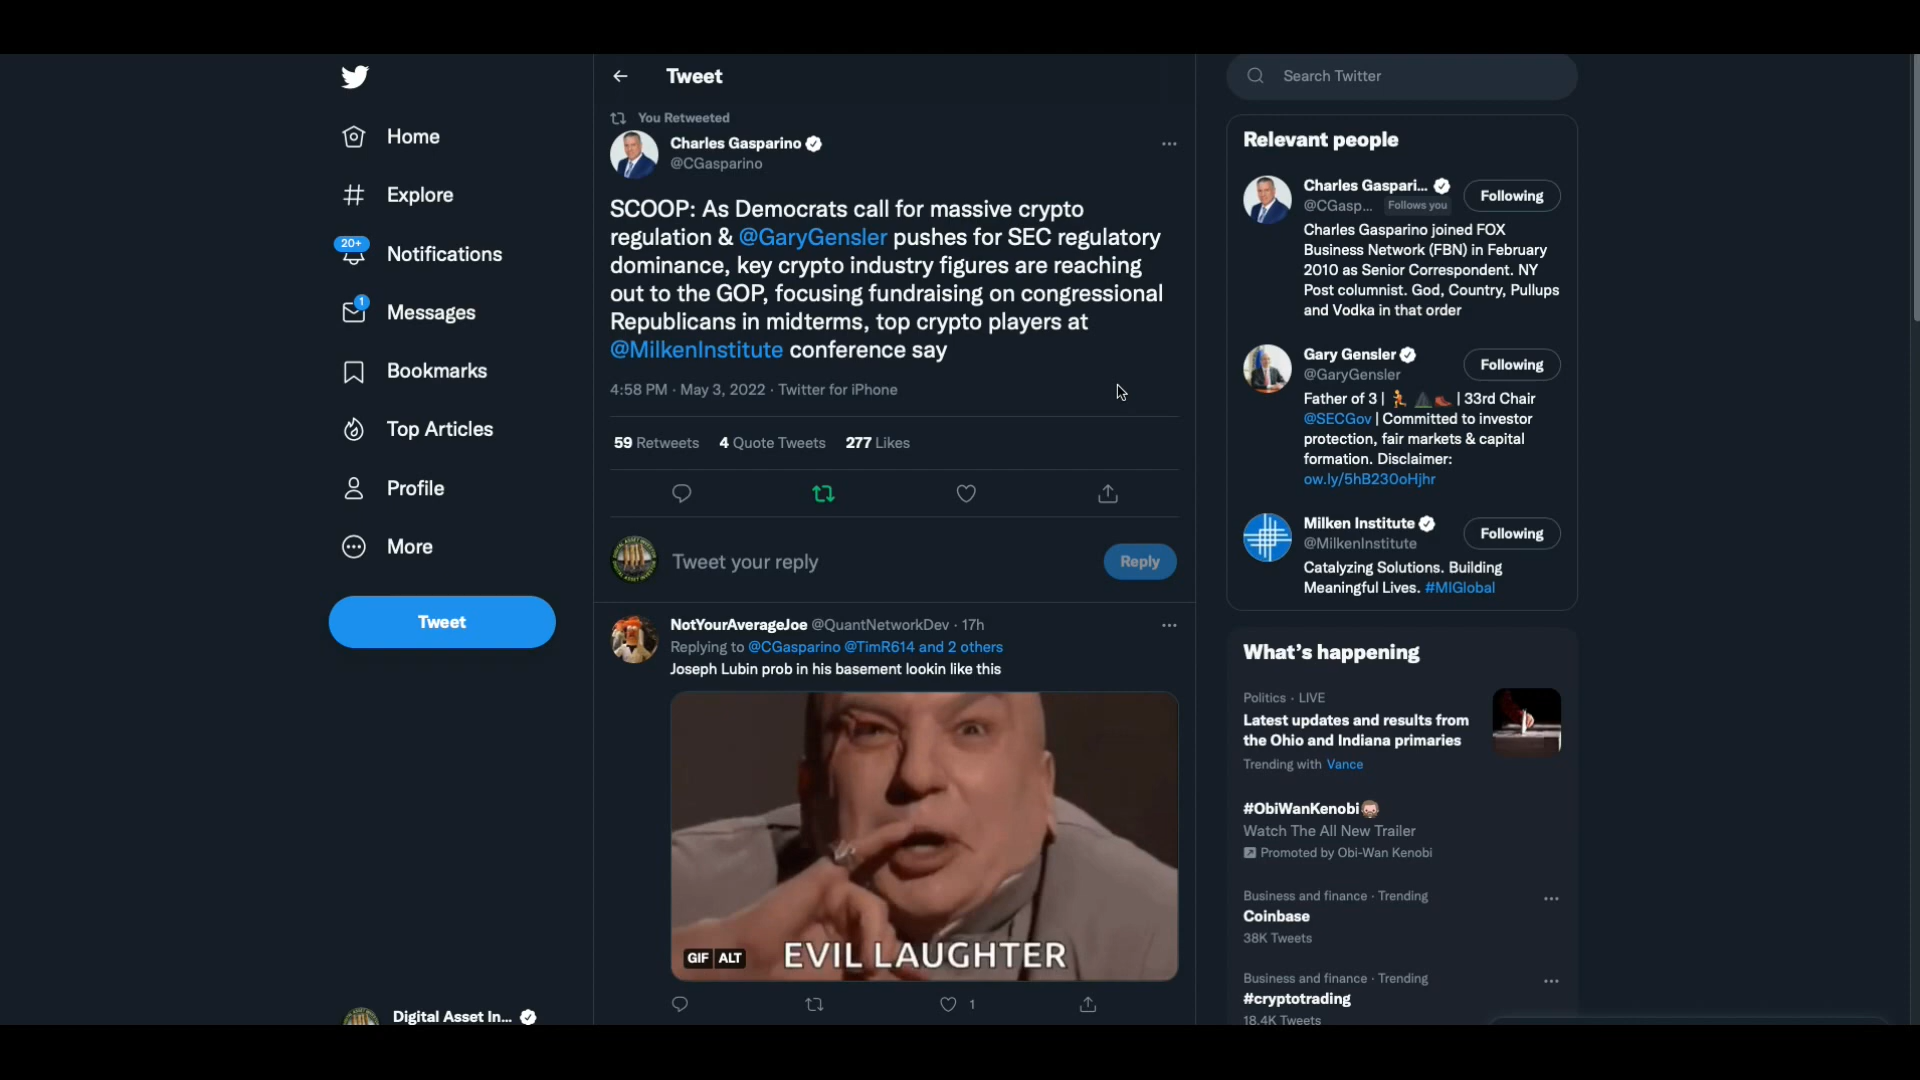 Home
Explore
20+
Notifications
1
Messages
Bookmarks
Top Articles
Profile
More
Tweet
Digital Asset In...
Tweet
You Retweeted
Charles Gasparino
@CGasparino
SCOOP: As Democrats call for massive crypto
regulation & @GaryGensler pushes for SEC regulatory
dominance, key crypto industry figures are reaching
out to the GOP, focusing fundraising on congressional
Republicans in midterms, top crypto players at
@MilkenInstitute conference say
4:58 PM · May 3, 2022 · Twitter for iPhone
59 Retweets 4 Quote Tweets 277 Likes
Tweet your reply
Reply
NotYourAverageJoe @QuantNetworkDev · 17h
Replying to @CGasparino @TimR614 and 2 others
Joseph Lubin prob in his basement lookin like this
GIF ALT EVIL LAUGHTER
1
Search Twitter
Relevant people
Charles Gaspari...
@CGasp... Follows you
Following
Charles Gasparino joined FOX
Business Network (FBN) in February
2010 as Senior Correspondent. NY
Post columnist. God, Country, Pullups
and Vodka in that order
Gary Gensler
@GaryGensler
Following
Father of 3 | 🏃 ⛰️🥾 | 33rd Chair
@SECGov | Committed to investor
protection, fair markets & capital
formation. Disclaimer:
ow.ly/5hB230oHjhr
Milken Institute
@MilkenInstitute
Following
Catalyzing Solutions. Building
Meaningful Lives. #MIGlobal
What's happening
Politics · LIVE
Latest updates and results from
the Ohio and Indiana primaries
Trending with Vance
#ObiWanKenobi
Watch The All New Trailer
Promoted by Obi-Wan Kenobi
Business and finance · Trending
Coinbase
38K Tweets
Business and finance · Trending
#cryptotrading
18.4K Tweets